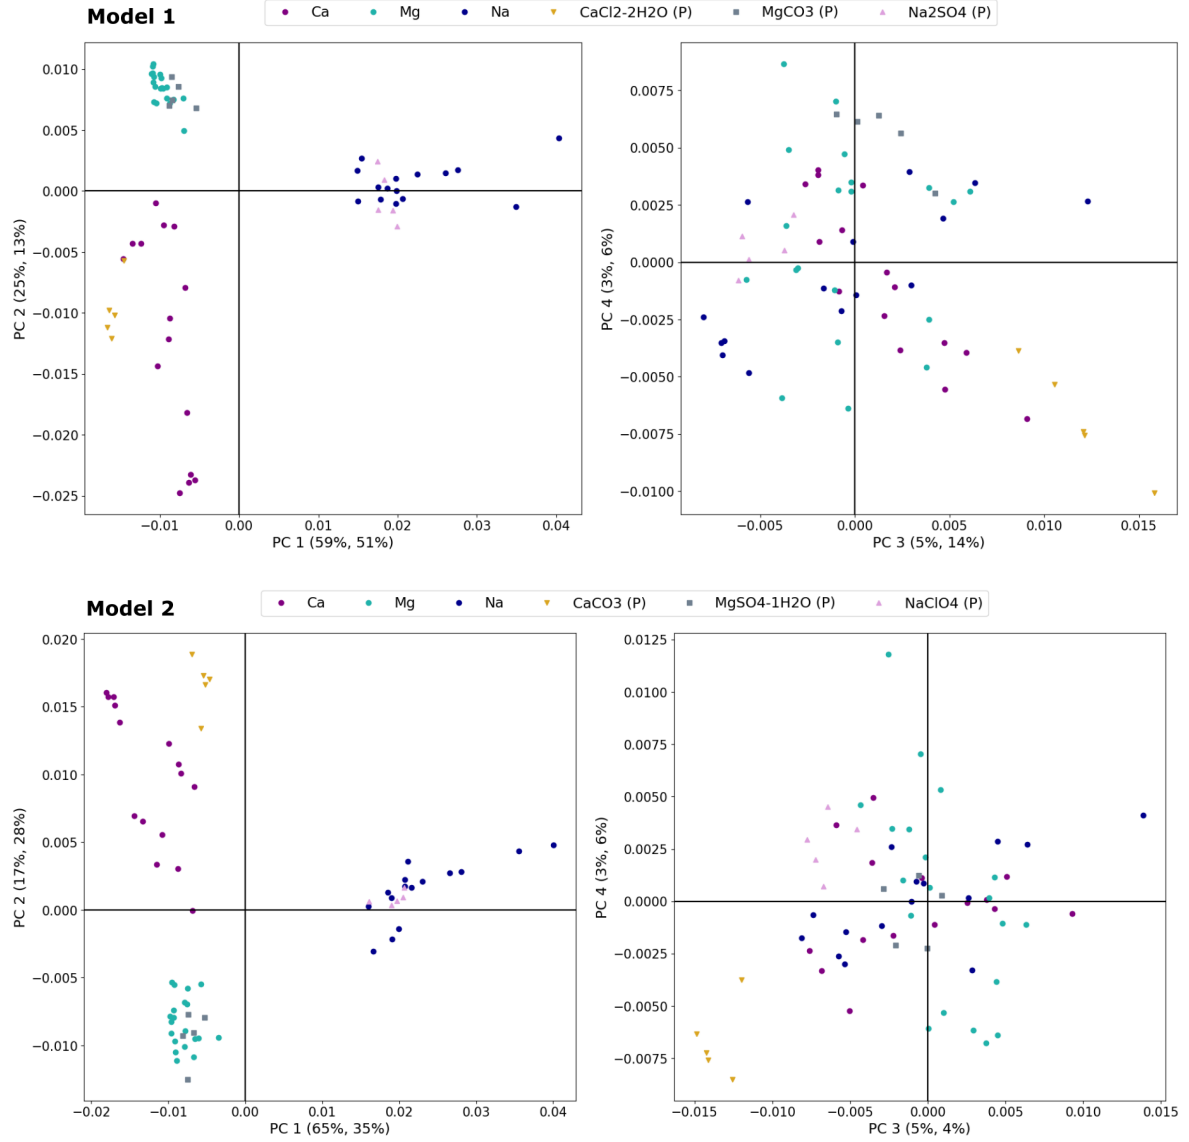 Model 1
Ca Mg Na CaCl2-2H2O (P) MgCO3 (P) Na2SO4 (P)
PC 2 (25%, 13%)
0.010
0.005
0.000
−0.005
−0.010
−0.015
−0.020
−0.025
−0.01 0.00 0.01 0.02 0.03 0.04
PC 1 (59%, 51%)
PC 4 (3%, 6%)
0.0075
0.0050
0.0025
0.0000
−0.0025
−0.0050
−0.0075
−0.0100
−0.005 0.000 0.005 0.010 0.015
PC 3 (5%, 14%)
Model 2
Ca Mg Na CaCO3 (P) MgSO4-1H2O (P) NaClO4 (P)
PC 2 (17%, 28%)
0.020
0.015
0.010
0.005
0.000
−0.005
−0.010
−0.02 −0.01 0.00 0.01 0.02 0.03 0.04
PC 1 (65%, 35%)
PC 4 (3%, 6%)
0.0125
0.0100
0.0075
0.0050
0.0025
0.0000
−0.0025
−0.0050
−0.0075
−0.015 −0.010 −0.005 0.000 0.005 0.010 0.015
PC 3 (5%, 4%)